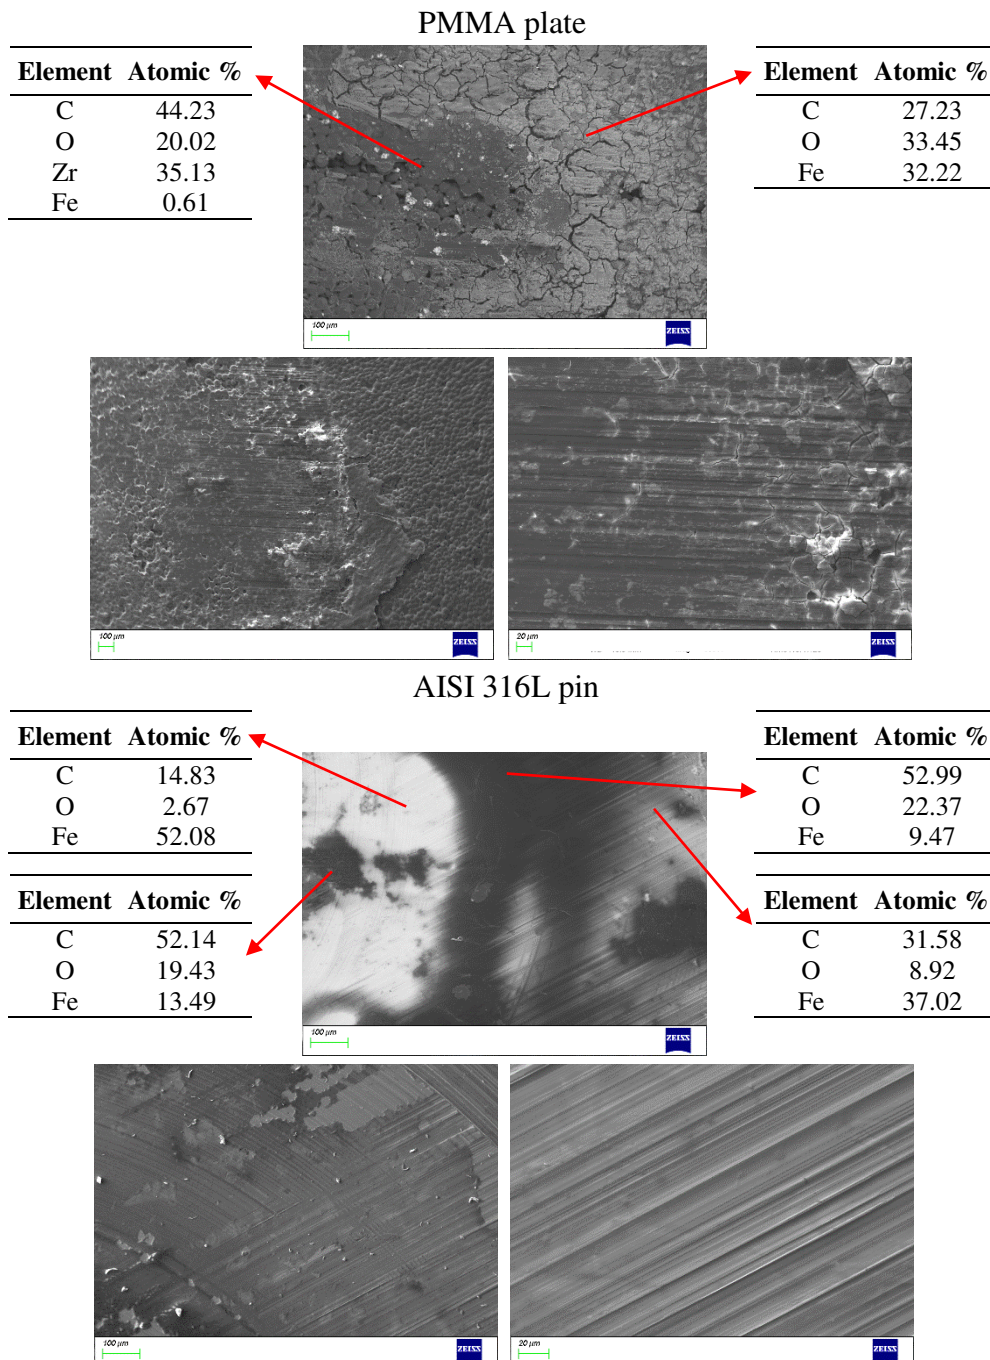 PMMA plate
Element Atomic %
C 44.23
O 20.02
Zr 35.13
Fe 0.61
Element Atomic %
C 27.23
O 33.45
Fe 32.22
100 µm
ZEISS
100 µm
ZEISS
20 µm
ZEISS
AISI 316L pin
Element Atomic %
C 14.83
O 2.67
Fe 52.08
Element Atomic %
C 52.99
O 22.37
Fe 9.47
Element Atomic %
C 52.14
O 19.43
Fe 13.49
Element Atomic %
C 31.58
O 8.92
Fe 37.02
100 µm
ZEISS
100 µm
ZEISS
20 µm
ZEISS